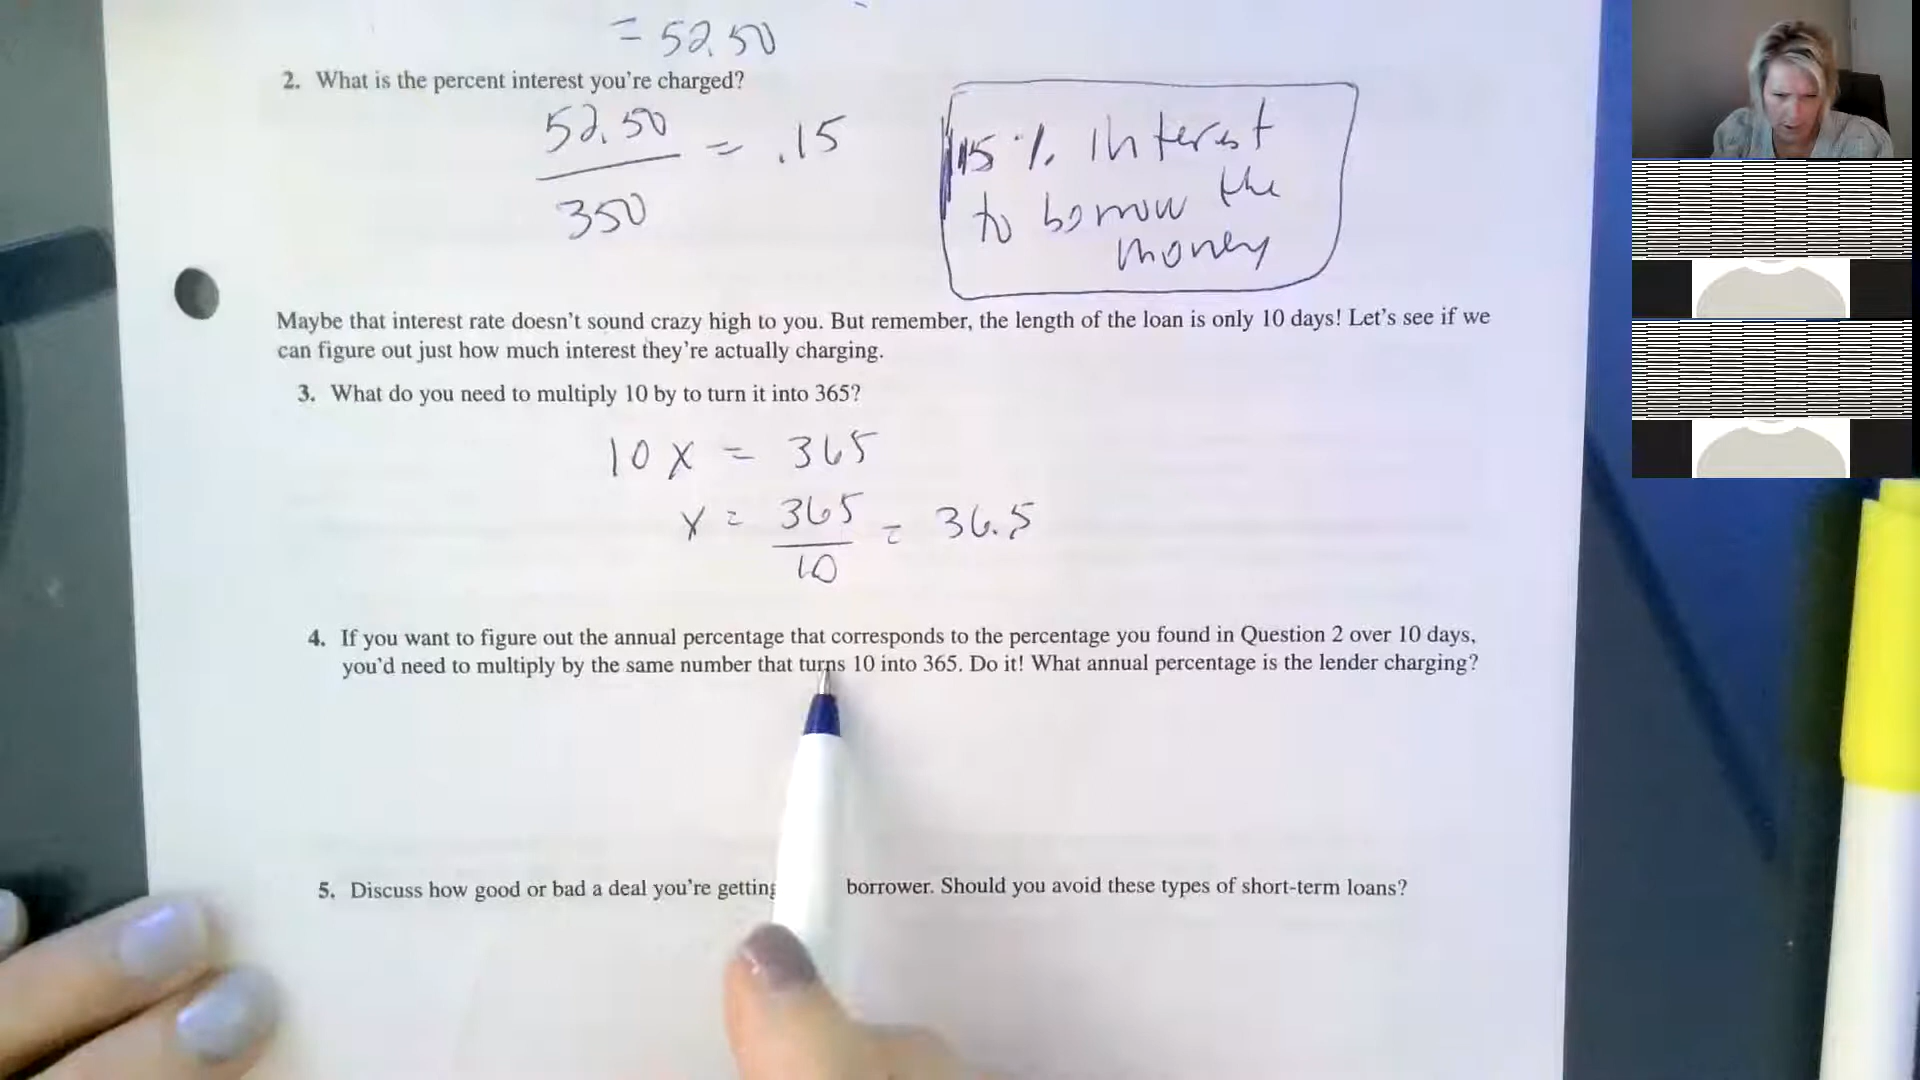 = 52.50
2. What is the percent interest you're charged?
52.50
350
= .15
15% interest
to borrow the
money
Maybe that interest rate doesn't sound crazy high to you. But remember, the length of the loan is only 10 days! Let's see if we
can figure out just how much interest they're actually charging.
3. What do you need to multiply 10 by to turn it into 365?
10x = 365
x = 365
10
= 36.5
4. If you want to figure out the annual percentage that corresponds to the percentage you found in Question 2 over 10 days,
you'd need to multiply by the same number that turns 10 into 365. Do it! What annual percentage is the lender charging?
5. Discuss how good or bad a deal you're getting borrower. Should you avoid these types of short-term loans?